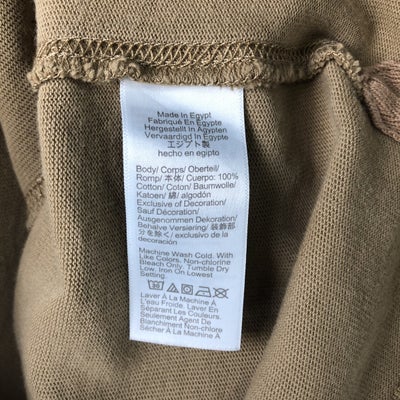 Made In Egypt
Fabriqué En Égypte
Hergestellt In Ägypten
Vervaardigd In Egypte
エジプト製
hecho en egipto
Body/ Corps/ Oberteil/
Romp/ 本体/ Cuerpo: 100%
Cotton/ Coton/ Baumwolle/
Katoen/ 綿/ algodón
Exclusive of Decoration/
Sauf Décoration/
Ausgenommen Dekoration/
Behalve Versiering/ 装飾部
分を除く/ exclusivo de la
decoración
Machine Wash Cold. With
Like Colors. Non-chlorine
Bleach Only. Tumble Dry
Low. Iron On Lowest
Setting
Laver À La Machine À
L'eau Froide. Laver En
Séparant Les Couleurs.
Seulement Agent De
Blanchiment Non-Chloré
Sécher À La Machine À